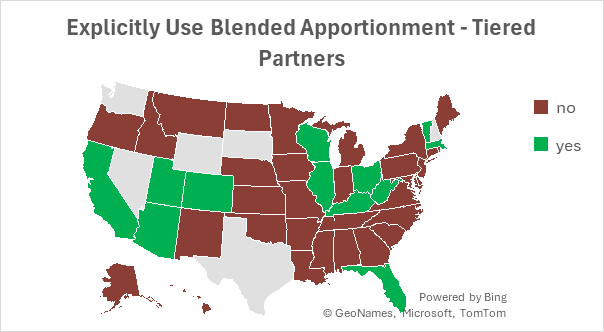 Explicitly Use Blended Apportionment - Tiered
Partners
no
yes
Powered by Bing
© GeoNames, Microsoft, TomTom